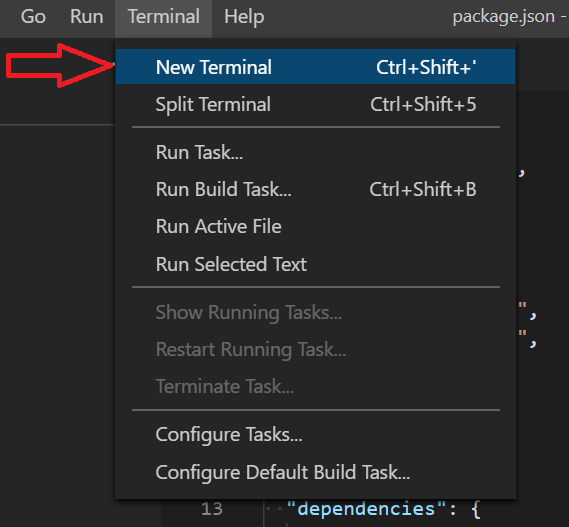 Go Run Terminal Help package.json -
New Terminal Ctrl+Shift+'
Split Terminal Ctrl+Shift+5
,
Run Task...
Run Build Task... Ctrl+Shift+B
Run Active File
Run Selected Text
Show Running Tasks... ",
Restart Running Task... ",
Terminate Task...
Configure Tasks...
Configure Default Build Task...
13 "dependencies": {